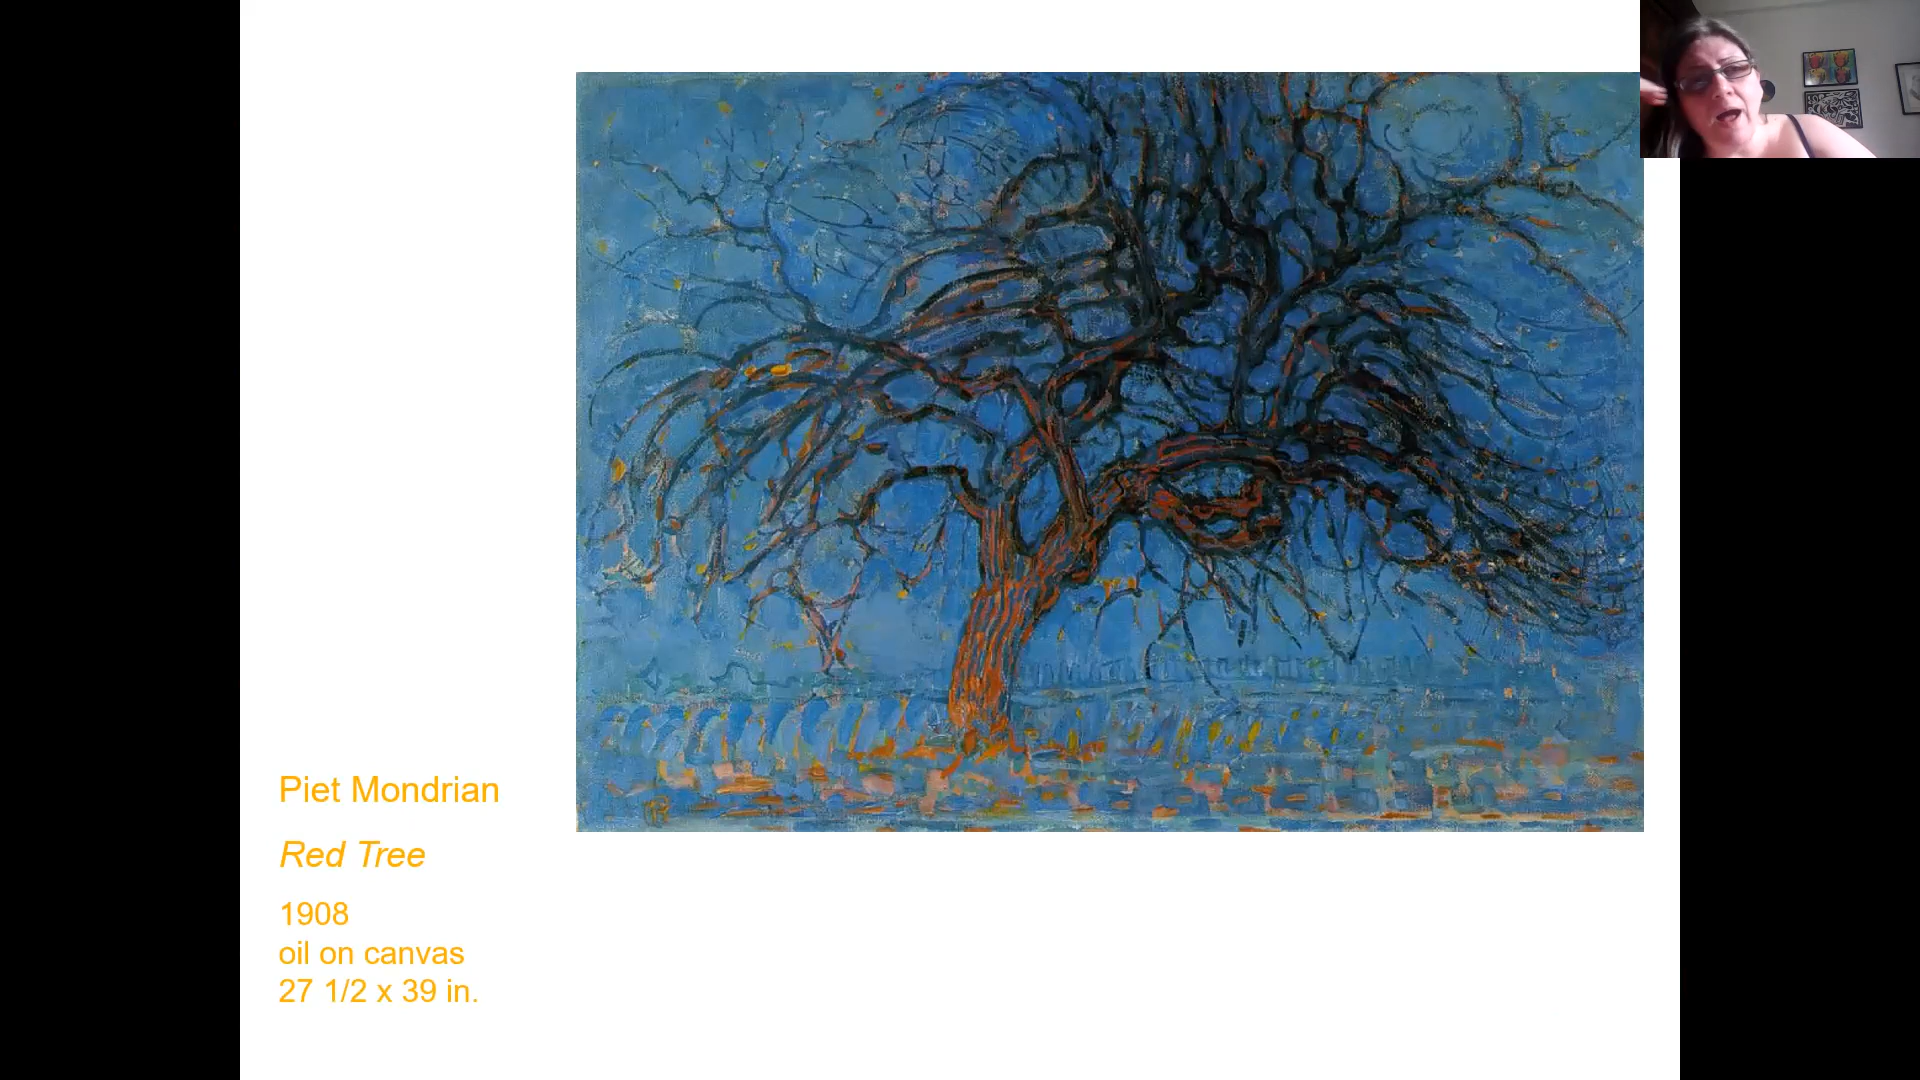 Piet Mondrian
Red Tree
1908
oil on canvas
27 1/2 x 39 in.